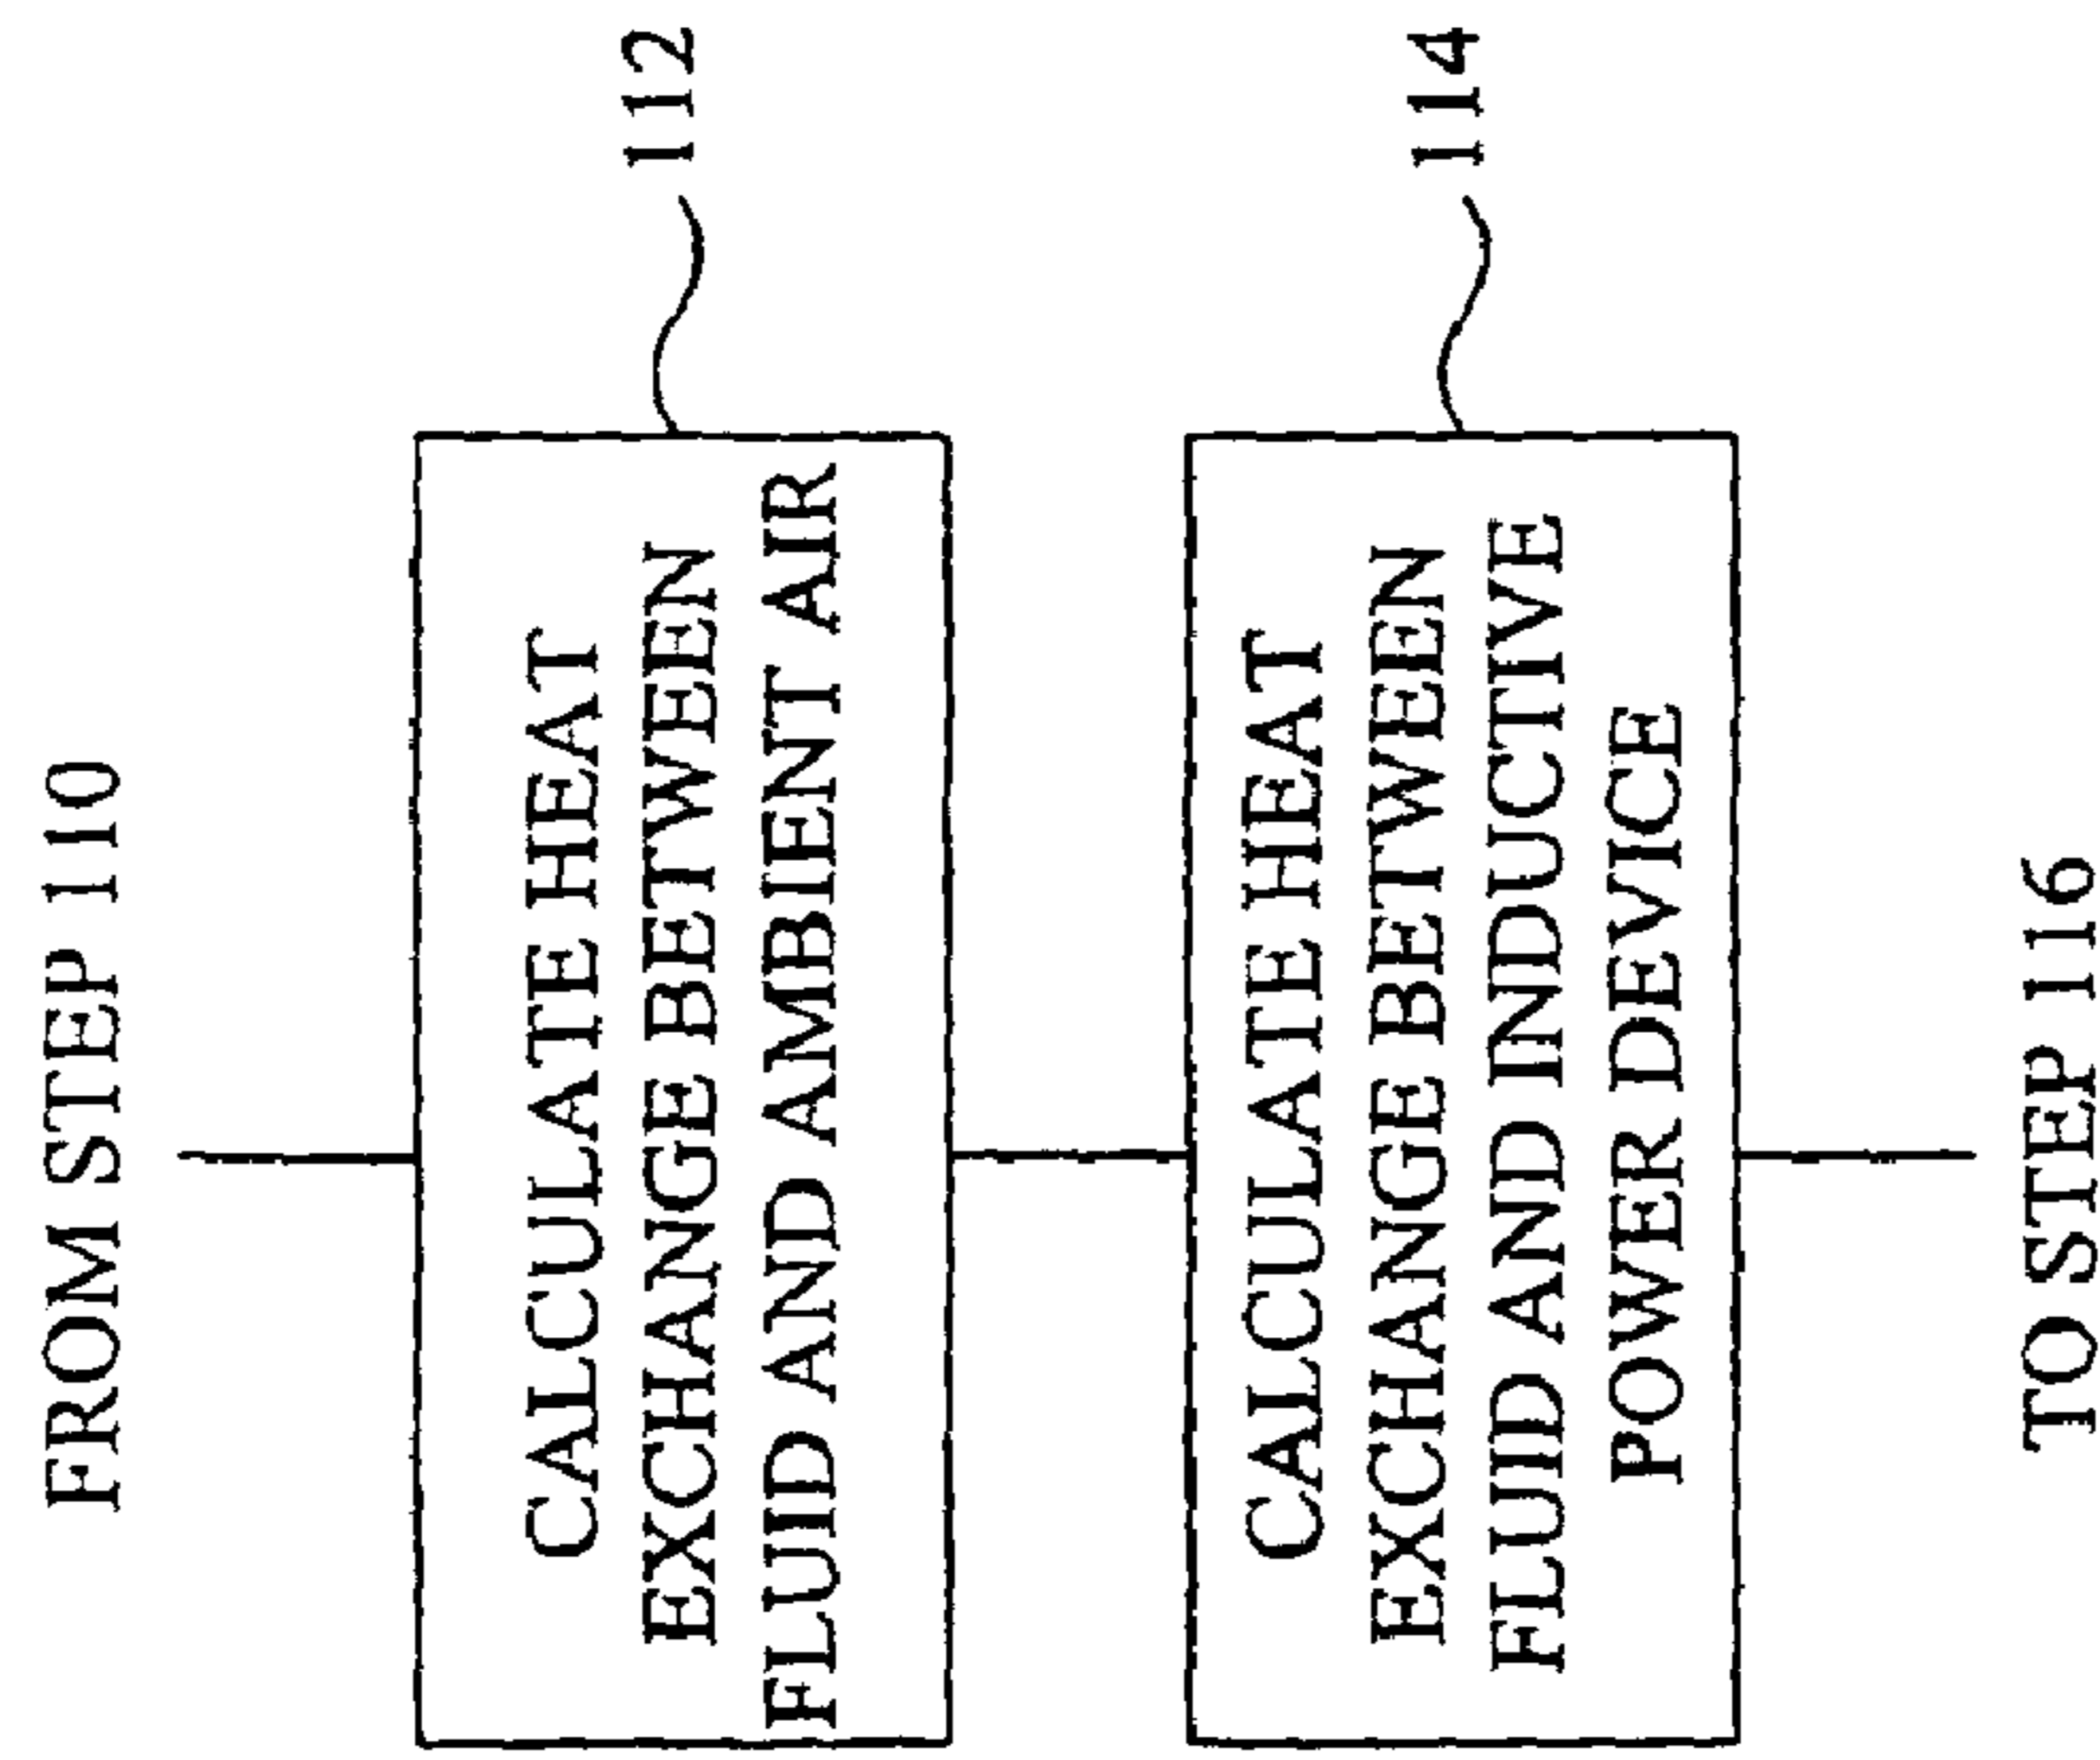 FROM STEP 110
CALCULATE HEAT
EXCHANGE BETWEEN
FLUID AND AMBIENT AIR
112
CALCULATE HEAT
EXCHANGE BETWEEN
FLUID AND INDUCTIVE
POWER DEVICE
114
TO STEP 116